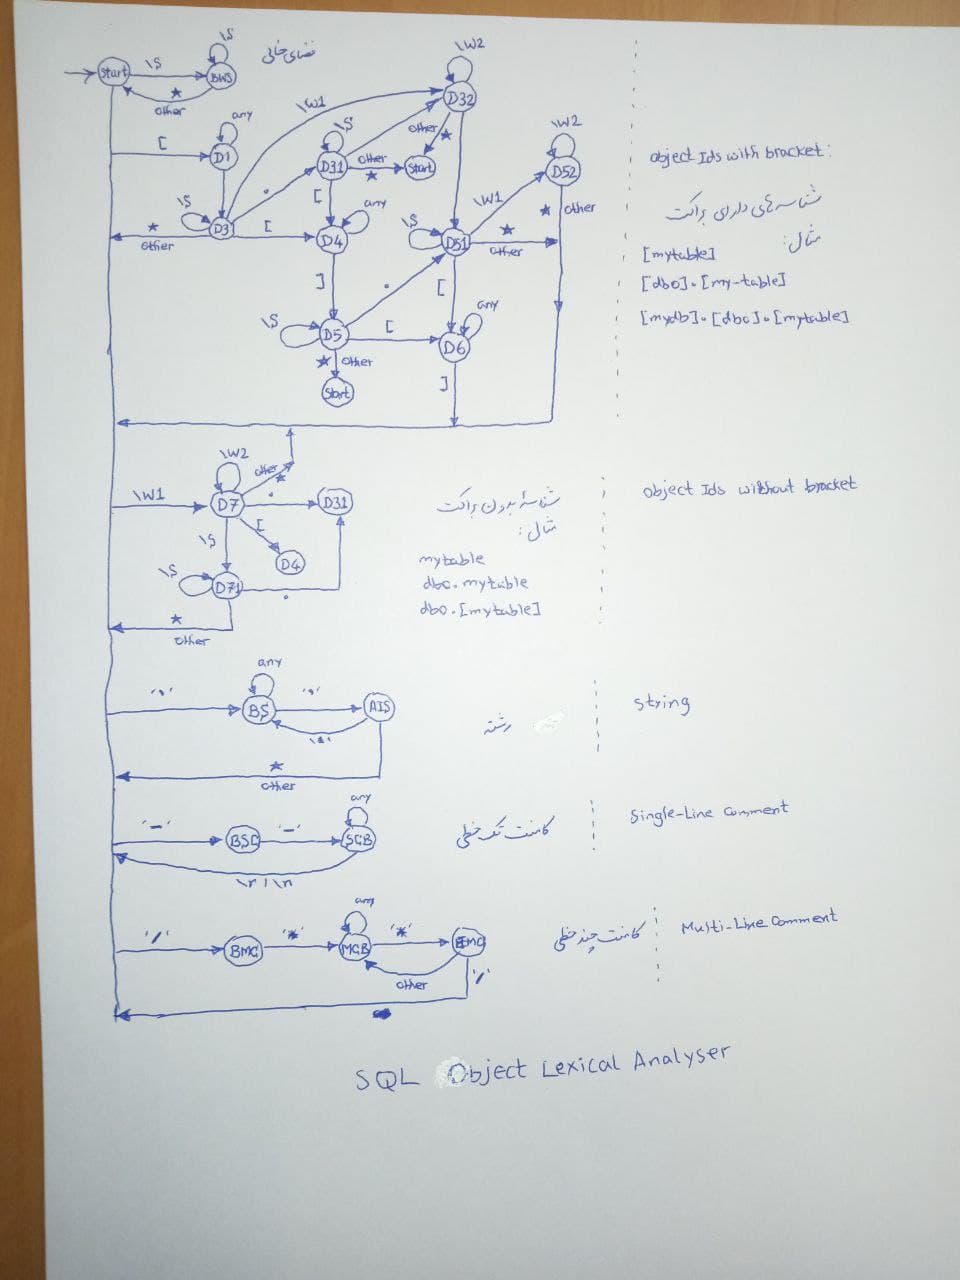 \S
\S
Start
BWS
فضای خالی
other
\W2
\W1
D32
[
any
D1
\S
D31
other
other
Start
\W2
D52
object Ids with bracket:
شناسه‌های دارای براکت
مثال:
\S
D3
.
[
[
any
D4
\S
D51
\W1
other
other
other
[mytable]
[dbo].[my-table]
[mydb].[dbo].[mytable]
]
.
[
any
\S
D5
[
D6
other
]
Start
\W2
other
\W1
D7
.
D31
شناسهٔ بدون براکت
مثال:
object Ids without bracket
[
\S
D4
mytable
\S
D71
.
dbo.mytable
dbo.[mytable]
other
any
'''
BS
'''
AIS
رشته
String
'''
other
any
'-'
BSC
'-'
SCB
کامنت تک خطی
Single-Line Comment
\r | \n
any
'/'
BMC
'*'
MCB
'*'
EMC
کامنت چند خطی
Multi-Line Comment
other
'/'
SQL Object Lexical Analyser